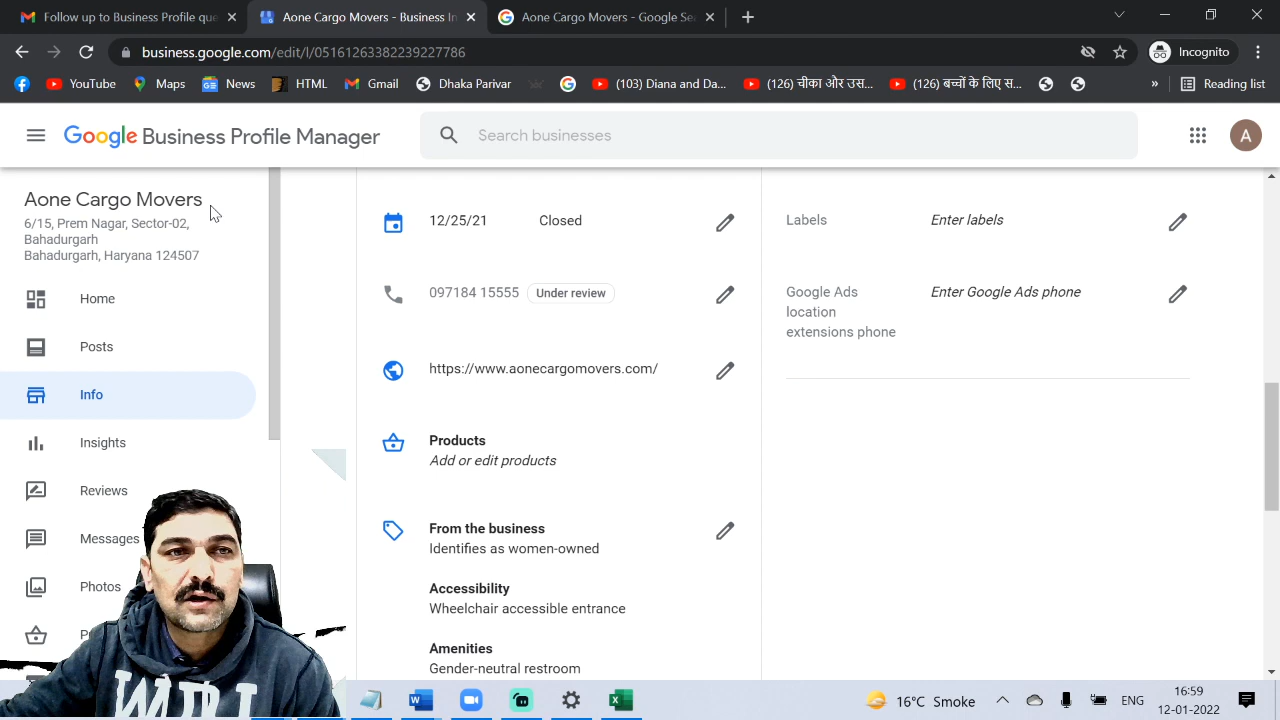 Follow up to Business Profile que
Aone Cargo Movers - Business In
Aone Cargo Movers - Google Sea
business.google.com/edit/l/05161263382239227786
Incognito
YouTube
Maps
News
HTML
Gmail
Dhaka Parivar
(103) Diana and Da...
(126) चीका और उस...
(126) बच्चों के लिए स...
»
Reading list
Google Business Profile Manager
Search businesses
A
Aone Cargo Movers
6/15, Prem Nagar, Sector-02,
Bahadurgarh
Bahadurgarh, Haryana 124507
Home
Posts
Info
Insights
Reviews
Messages
Photos
12/25/21 Closed
097184 15555 Under review
https://www.aonecargomovers.com/
Products
Add or edit products
From the business
Identifies as women-owned
Accessibility
Wheelchair accessible entrance
Amenities
Gender-neutral restroom
Labels Enter labels
Google Ads
location
extensions phone
Enter Google Ads phone
16°C Smoke
ENG
16:59
12-01-2022